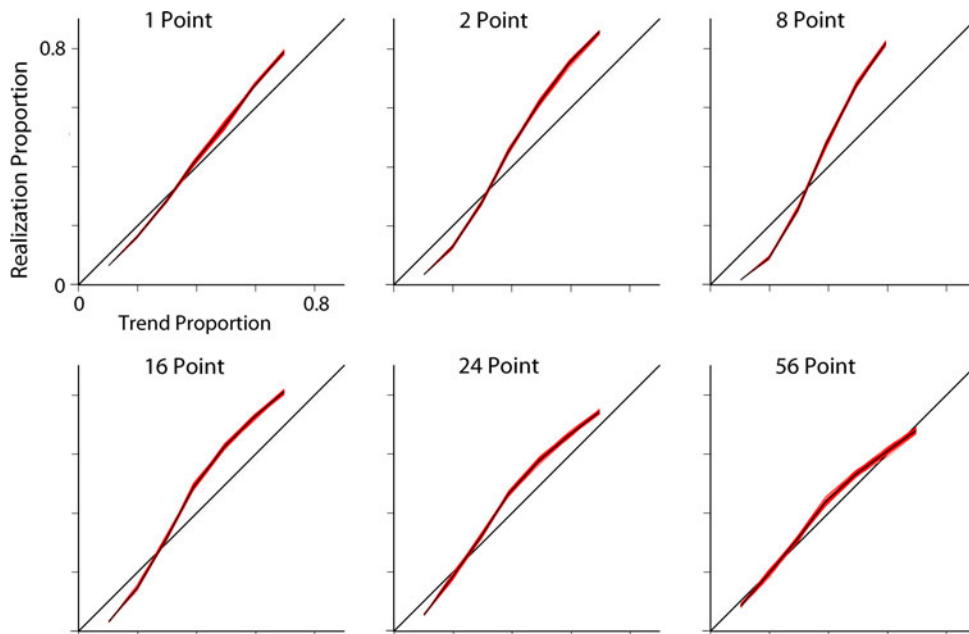 1 Point
2 Point
8 Point
0.8
Realization Proportion
0
0
0.8
Trend Proportion
16 Point
24 Point
56 Point